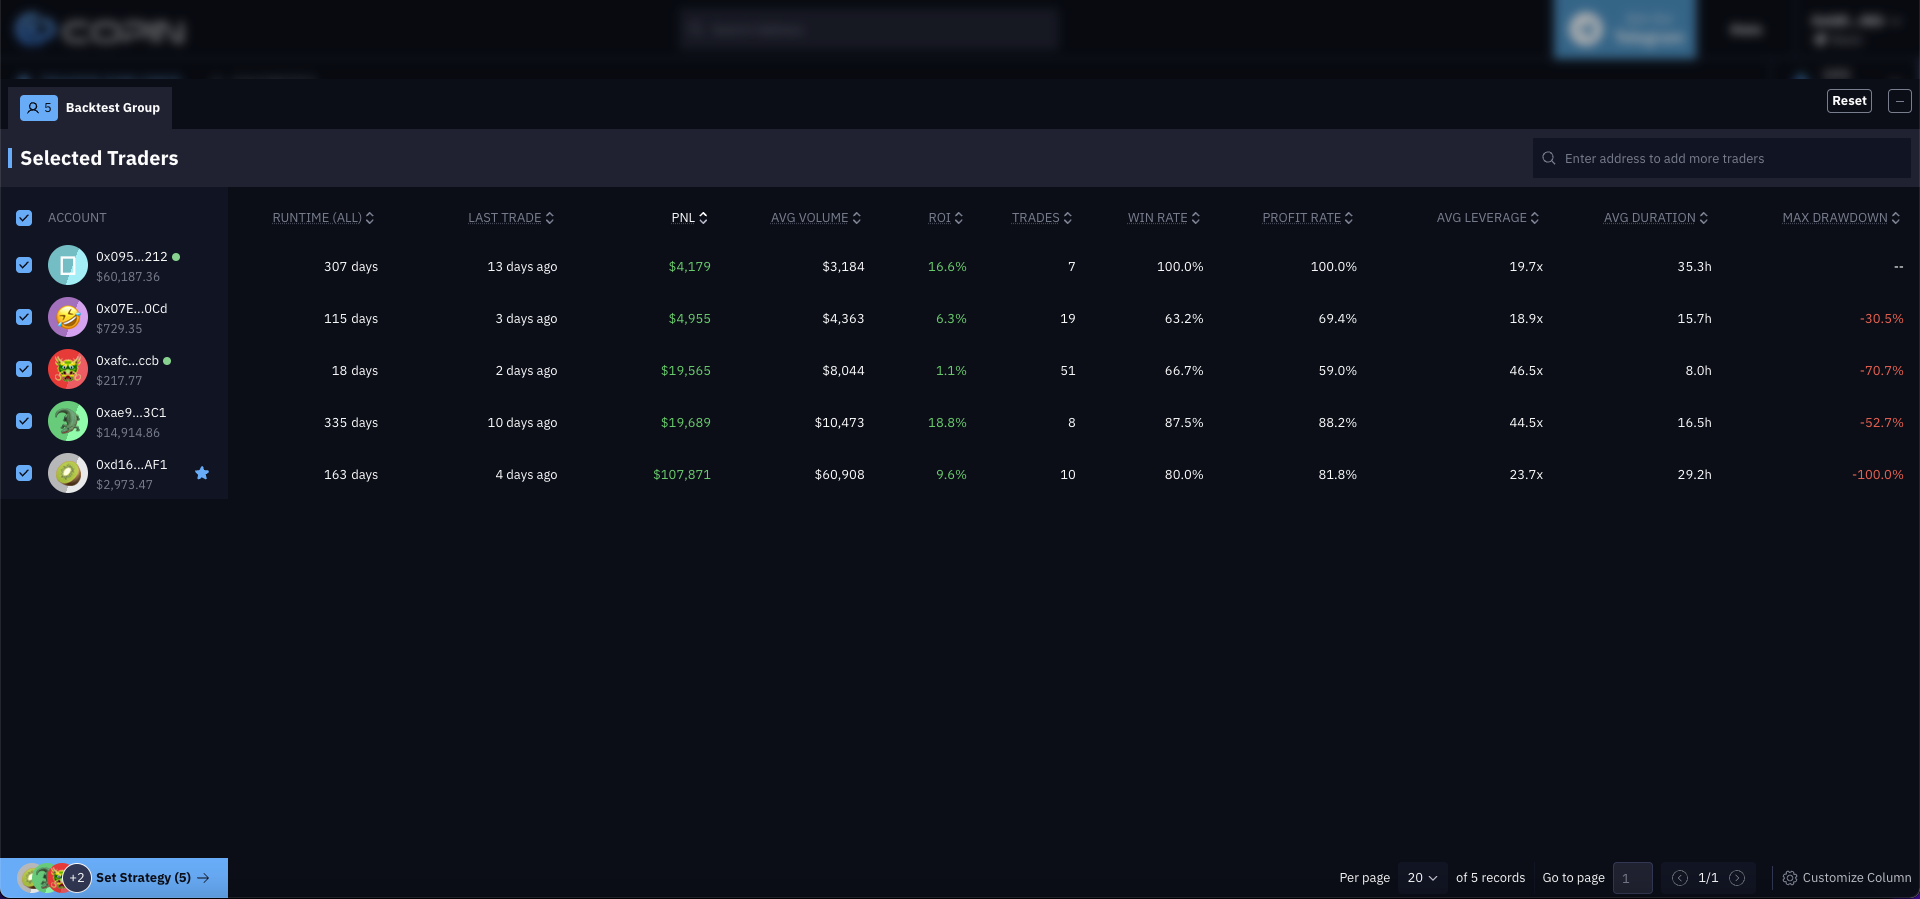 COPIN
5 Backtest Group
Reset
Selected Traders
Enter address to add more traders
ACCOUNT RUNTIME (ALL) LAST TRADE PNL AVG VOLUME ROI TRADES WIN RATE PROFIT RATE AVG LEVERAGE AVG DURATION MAX DRAWDOWN
0x095...212
$60,187.36
307 days 13 days ago $4,179 $3,184 16.6% 7 100.0% 100.0% 19.7x 35.3h --
0x07E...0Cd
$729.35
115 days 3 days ago $4,955 $4,363 6.3% 19 63.2% 69.4% 18.9x 15.7h -30.5%
0xafc...ccb
$217.77
18 days 2 days ago $19,565 $8,044 1.1% 51 66.7% 59.0% 46.5x 8.0h -70.7%
0xae9...3C1
$14,914.86
335 days 10 days ago $19,689 $10,473 18.8% 8 87.5% 88.2% 44.5x 16.5h -52.7%
0xd16...AF1
$2,973.47
163 days 4 days ago $107,871 $60,908 9.6% 10 80.0% 81.8% 23.7x 29.2h -100.0%
+2 Set Strategy (5)
Per page 20 of 5 records Go to page 1 1/1 Customize Column